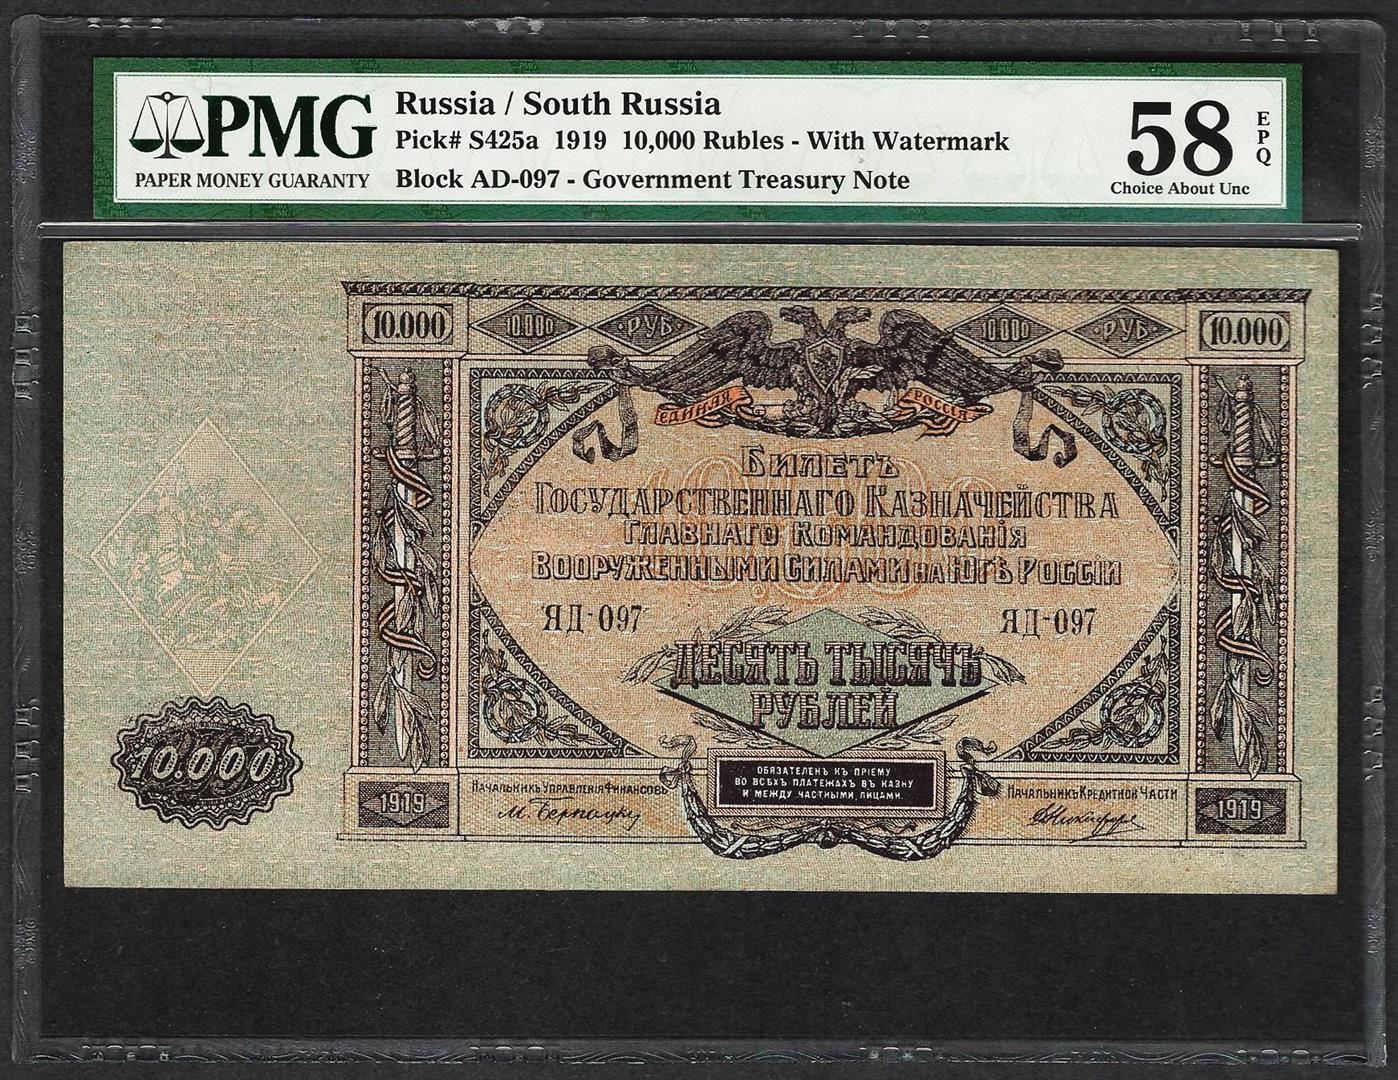 PMG
PAPER MONEY GUARANTY
Russia / South Russia
Pick# S425a 1919 10,000 Rubles - With Watermark
Block AD-097 - Government Treasury Note
58
EPQ
Choice About Unc
10.000
10.000
РУБ.
10.000
РУБ.
10.000
ЕДИНАЯ
РОССІЯ
БИЛЕТЪ
ГОСУДАРСТВЕННАГО КАЗНАЧЕЙСТВА
ГЛАВНАГО КОМАНДОВАНІЯ
ВООРУЖЕННЫМИ СИЛАМИ НА ЮГѢ РОССІИ
ЯД-097
ЯД-097
ДЕСЯТЬ ТЫСЯЧЪ
РУБЛЕЙ
10.000
ОБЯЗАТЕЛЕНЪ КЪ ПРІЕМУ
ВО ВСѢХЪ ПЛАТЕЖАХЪ ВЪ КАЗНУ
И МЕЖДУ ЧАСТНЫМИ ЛИЦАМИ.
1919
НАЧАЛЬНИКЪ УПРАВЛЕНІЯ ФИНАНСОВЪ
НАЧАЛЬНИКЪ КРЕДИТНОЙ ЧАСТИ
1919